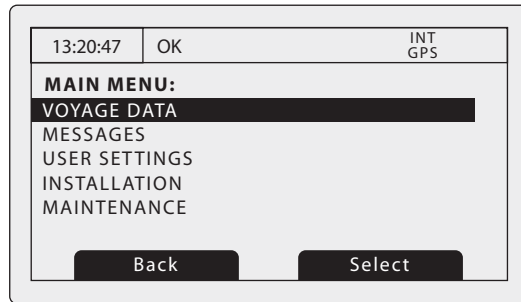 13:20:47 OK INT
GPS
MAIN MENU:
VOYAGE DATA
MESSAGES
USER SETTINGS
INSTALLATION
MAINTENANCE
Back Select